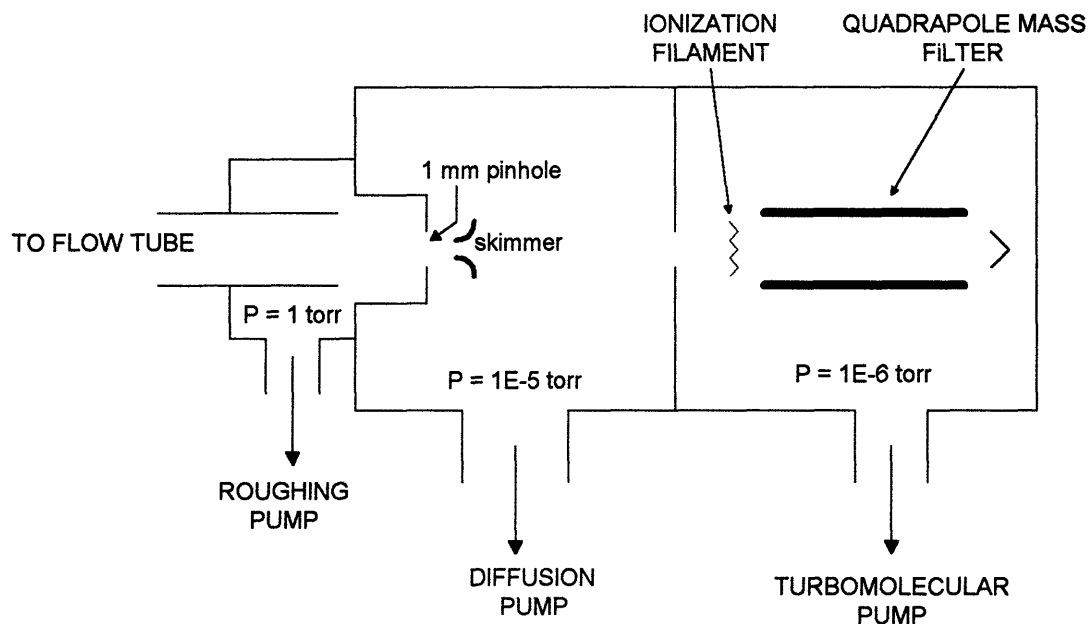 IONIZATION
FILAMENT
QUADRAPOLE MASS
FiLTER
1 mm pinhole
TO FLOW TUBE
skimmer
P = 1 torr
P = 1E-5 torr
P = 1E-6 torr
ROUGHING
PUMP
DIFFUSION
PUMP
TURBOMOLECULAR
PUMP